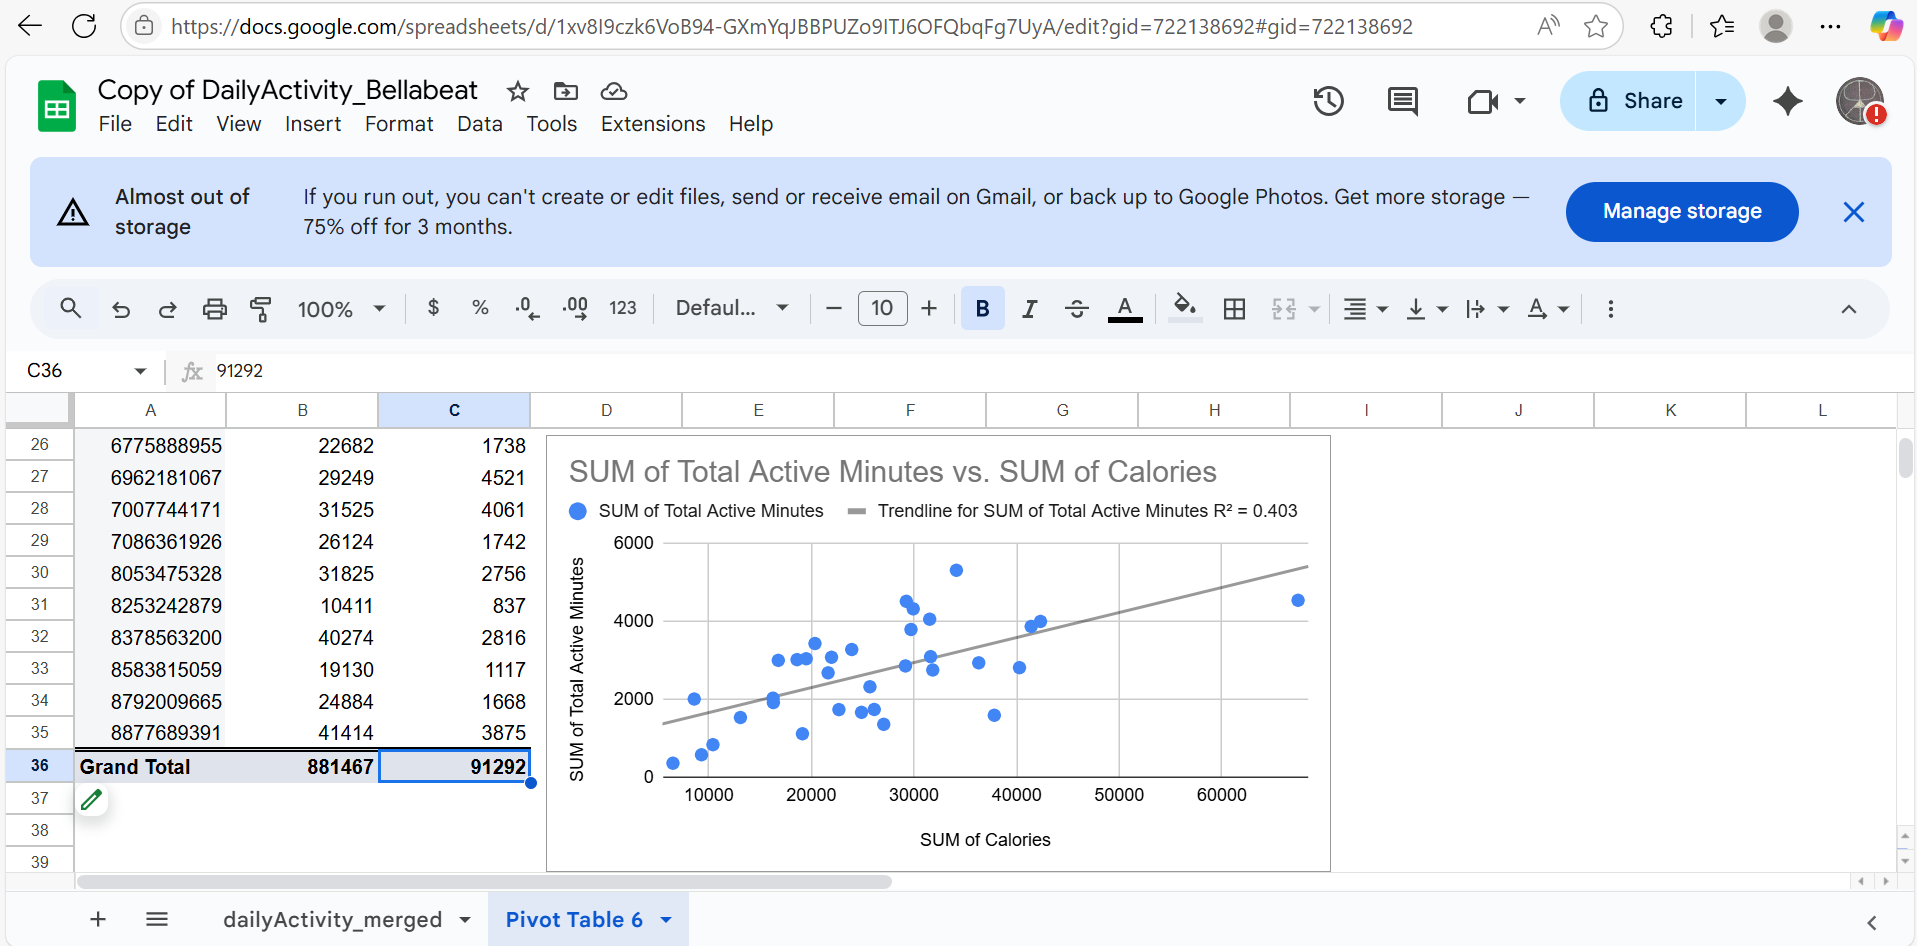 https://docs.google.com/spreadsheets/d/1xv8I9czk6VoB94-GXmYqJBBPUZo9ITJ6OFQbqFg7UyA/edit?gid=722138692#gid=722138692
Copy of DailyActivity_Bellabeat
File Edit View Insert Format Data Tools Extensions Help
Share
Almost out of storage
If you run out, you can't create or edit files, send or receive email on Gmail, or back up to Google Photos. Get more storage —
75% off for 3 months.
Manage storage
100% $ % .0 .00 123 Defaul... 10 B I A
C36 fx 91292
A B C D E F G H I J K L
26 6775888955 22682 1738
27 6962181067 29249 4521
28 7007744171 31525 4061
29 7086361926 26124 1742
30 8053475328 31825 2756
31 8253242879 10411 837
32 8378563200 40274 2816
33 8583815059 19130 1117
34 8792009665 24884 1668
35 8877689391 41414 3875
36 Grand Total 881467 91292
37
38
39
SUM of Total Active Minutes vs. SUM of Calories
SUM of Total Active Minutes Trendline for SUM of Total Active Minutes R² = 0.403
SUM of Total Active Minutes
6000
4000
2000
0
10000 20000 30000 40000 50000 60000
SUM of Calories
dailyActivity_merged Pivot Table 6